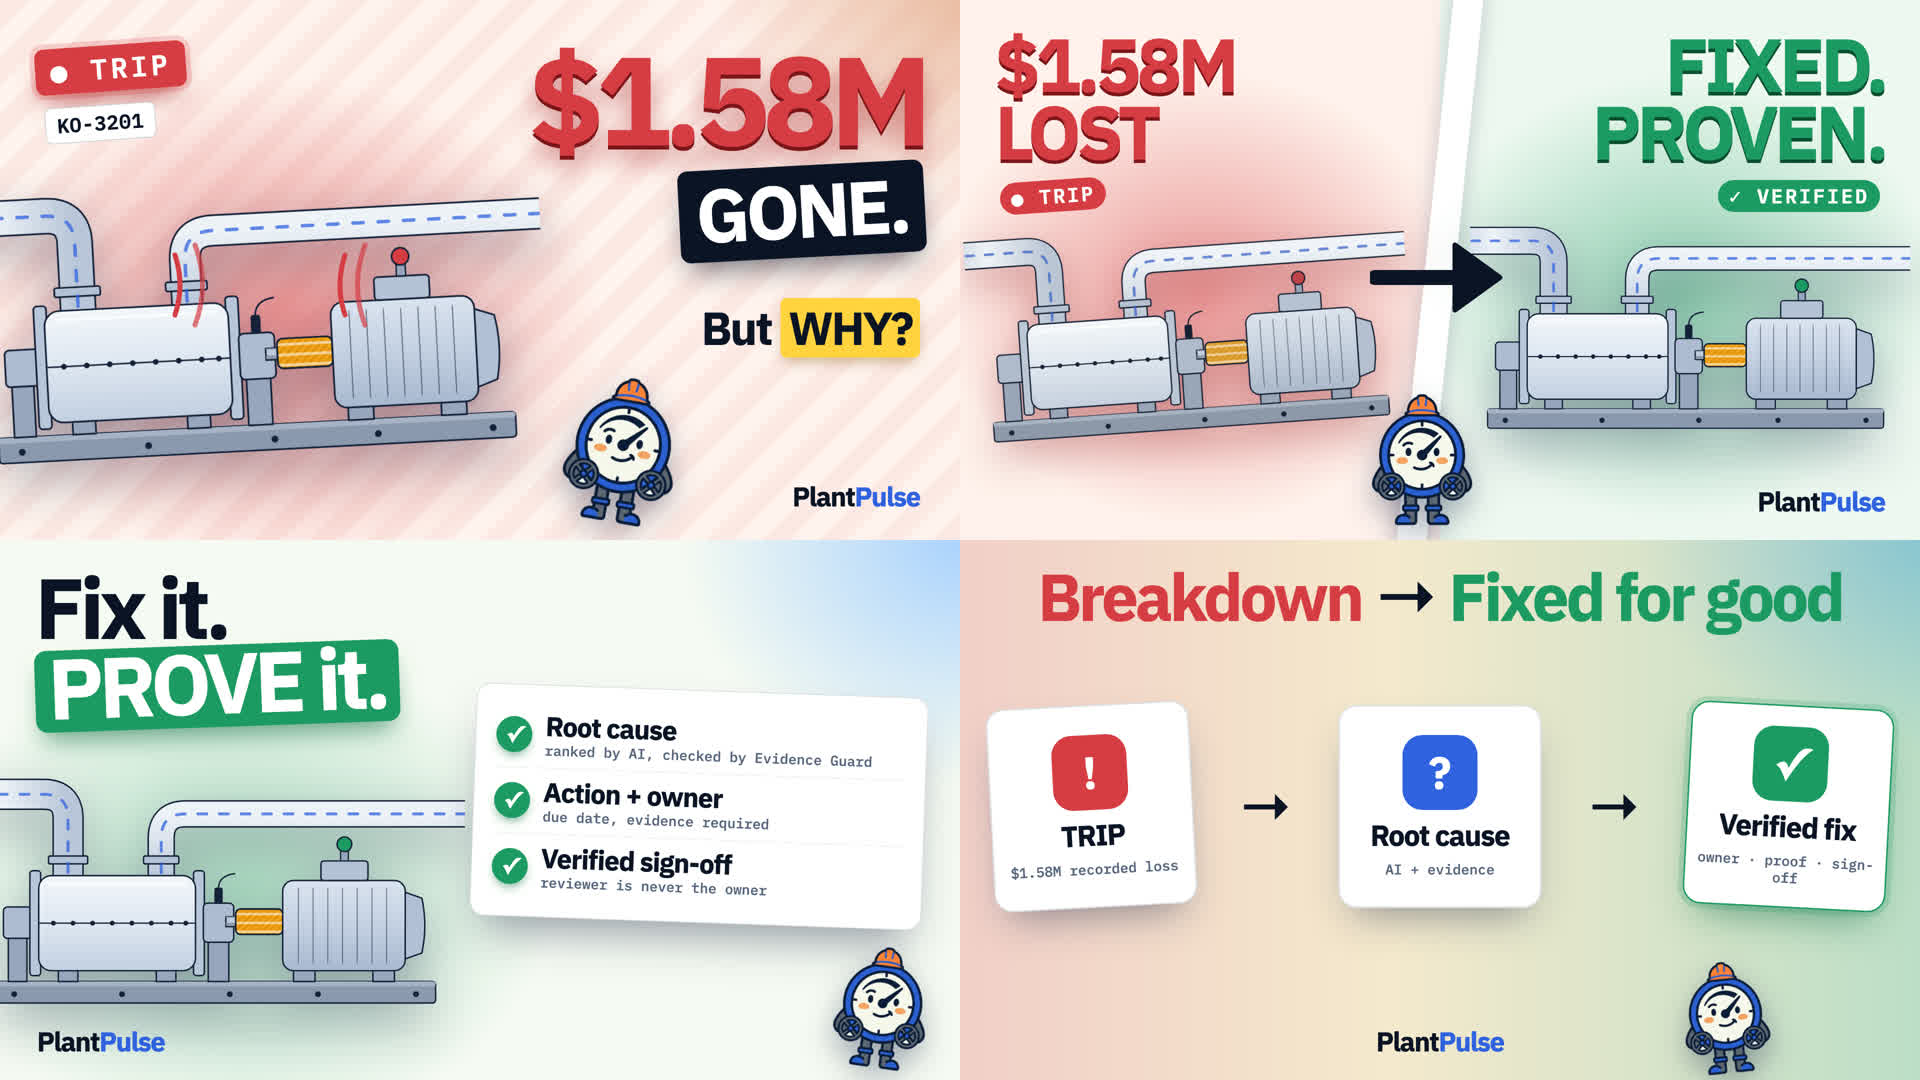 TRIP
KO-3201
$1.58M
GONE.
But WHY?
PlantPulse
$1.58M
LOST
TRIP
FIXED.
PROVEN.
✓ VERIFIED
PlantPulse
Fix it.
PROVE it.
Root cause
ranked by AI, checked by Evidence Guard
Action + owner
due date, evidence required
Verified sign-off
reviewer is never the owner
PlantPulse
Breakdown → Fixed for good
!
TRIP
$1.58M recorded loss
→
?
Root cause
AI + evidence
→
✓
Verified fix
owner · proof · sign-
off
PlantPulse